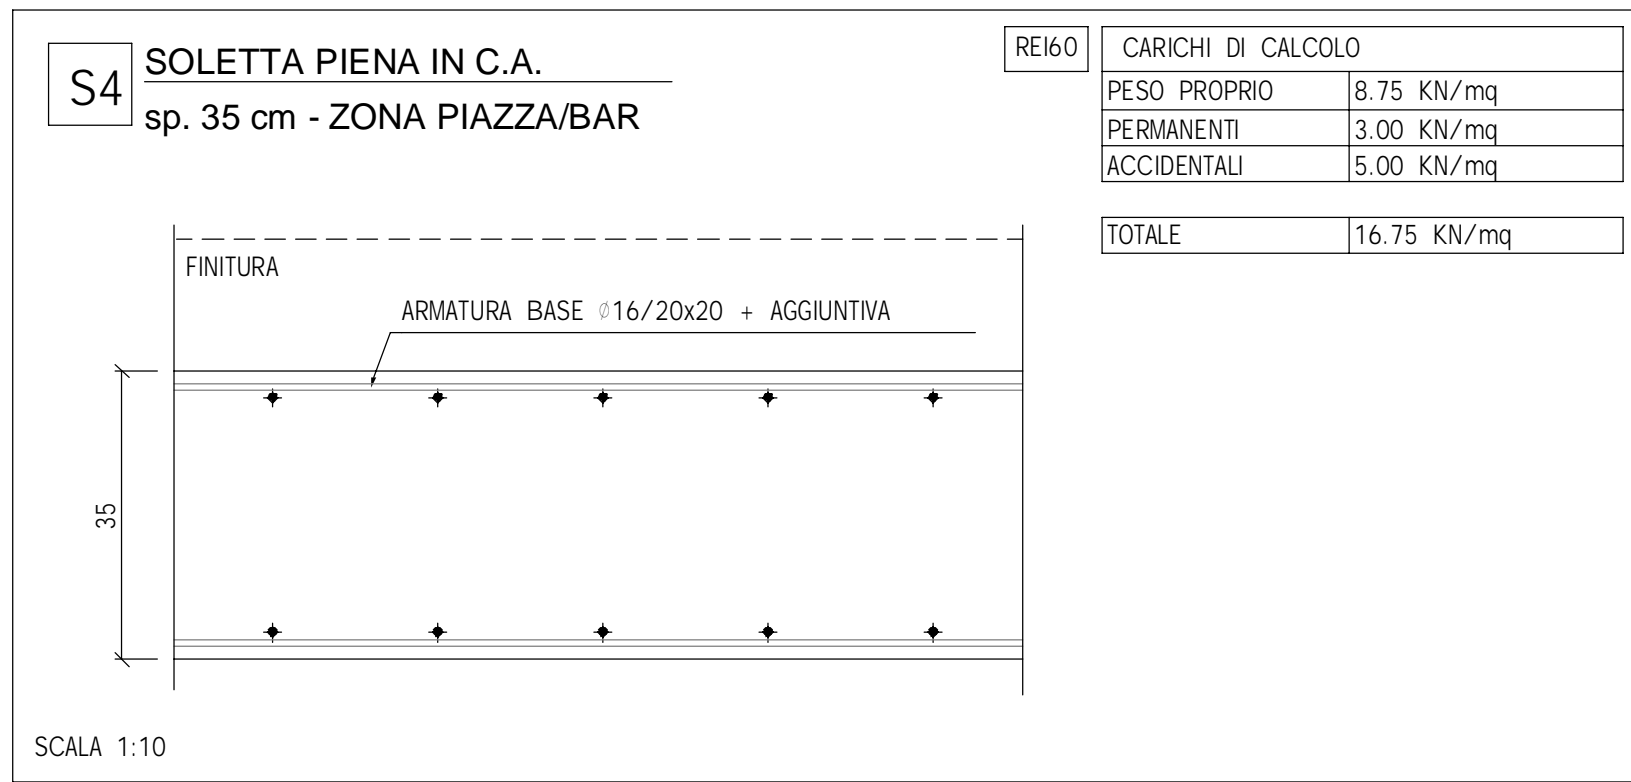 S4
SOLETTA PIENA IN C.A.
sp. 35 cm - ZONA PIAZZA/BAR
REI60
CARICHI DI CALCOLO
PESO PROPRIO 8.75 KN/mq
PERMANENTI 3.00 KN/mq
ACCIDENTALI 5.00 KN/mq
TOTALE 16.75 KN/mq
FINITURA
ARMATURA BASE ∅16/20x20 + AGGIUNTIVA
35
SCALA 1:10